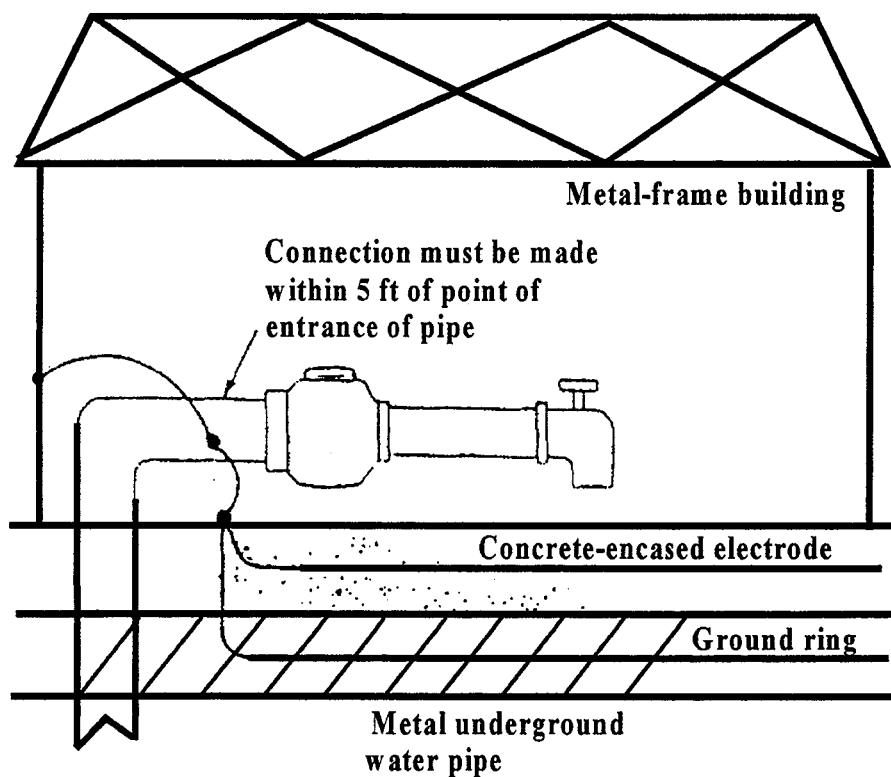 Metal-frame building
Connection must be made
within 5 ft of point of
entrance of pipe
Concrete-encased electrode
Ground ring
Metal underground
water pipe